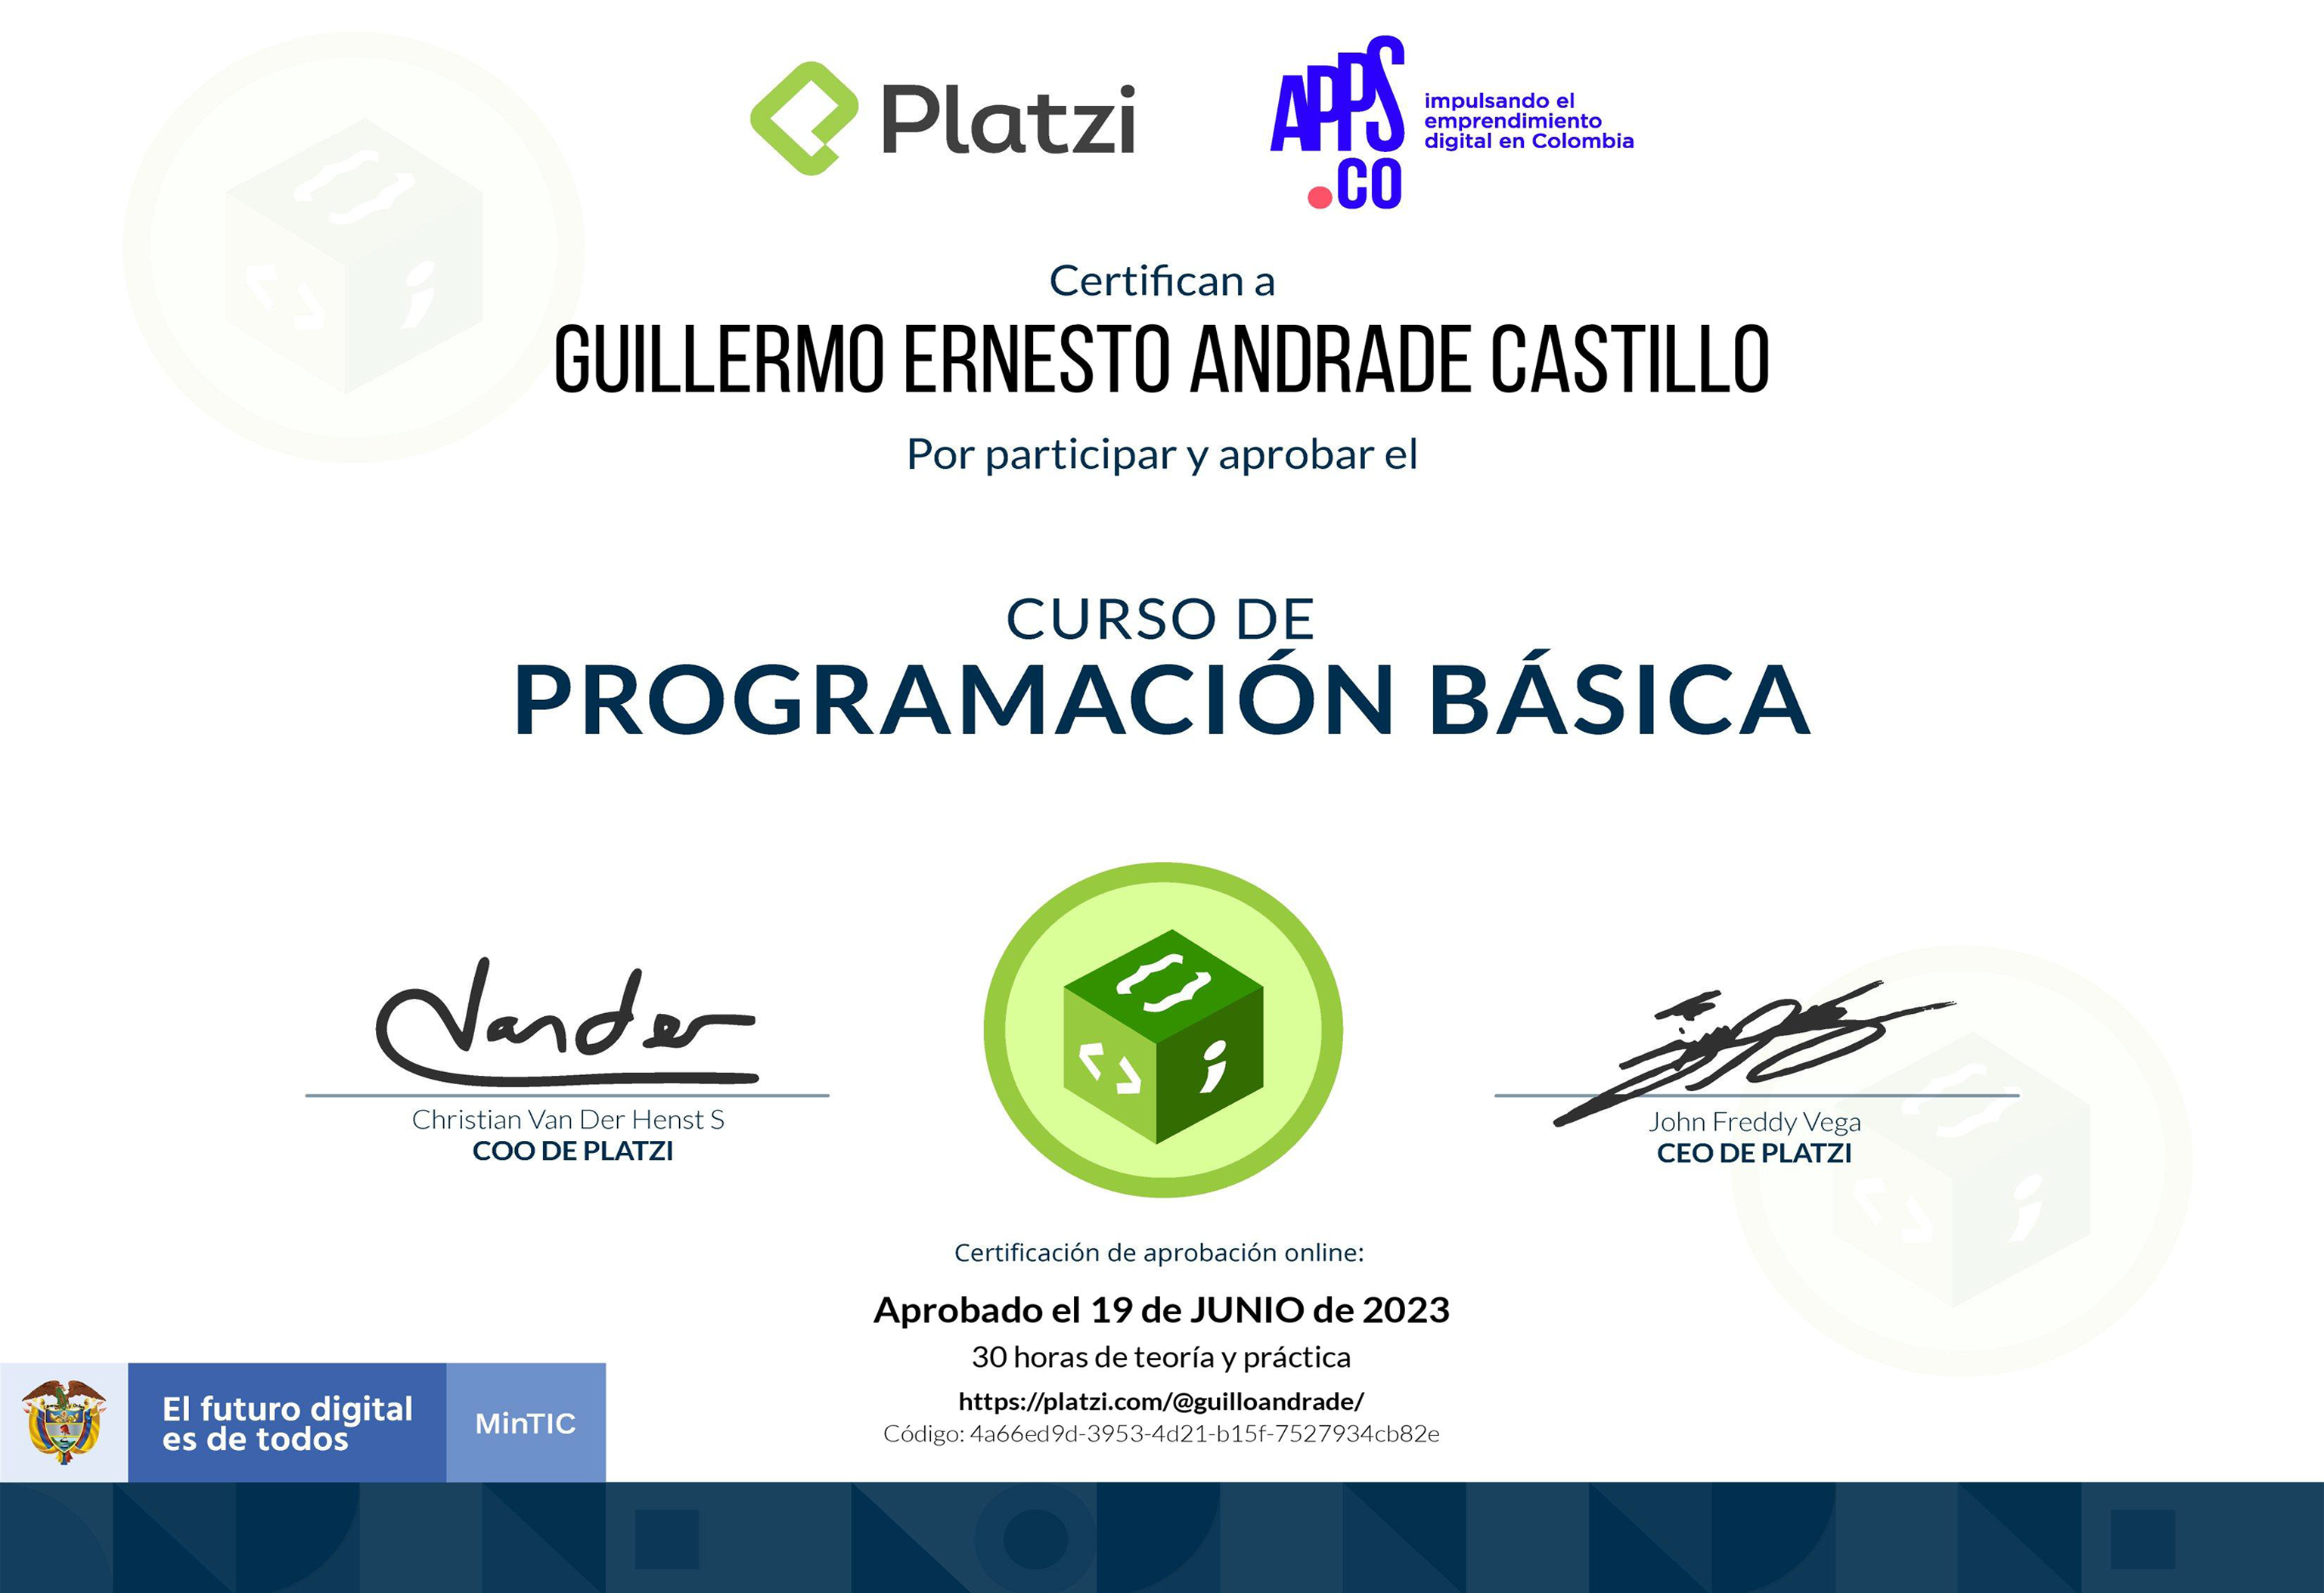 Platzi
APPS
.CO
impulsando el
emprendimiento
digital en Colombia
Certifican a
GUILLERMO ERNESTO ANDRADE CASTILLO
Por participar y aprobar el
CURSO DE
PROGRAMACIÓN BÁSICA
Vander
Christian Van Der Henst S
COO DE PLATZI
John Freddy Vega
CEO DE PLATZI
Certificación de aprobación online:
Aprobado el 19 de JUNIO de 2023
30 horas de teoría y práctica
https://platzi.com/@guilloandrade/
Código: 4a66ed9d-3953-4d21-b15f-7527934cb82e
El futuro digital
es de todos
MinTIC